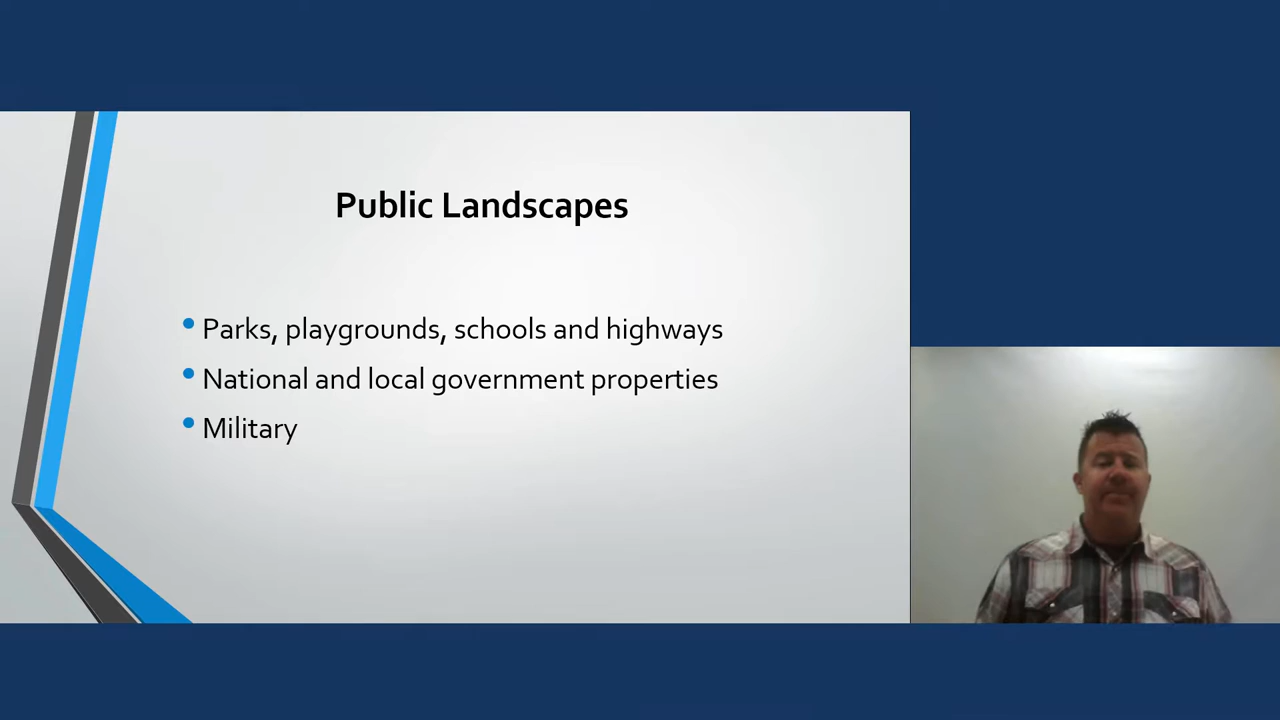 Public Landscapes
Parks, playgrounds, schools and highways
National and local government properties
Military